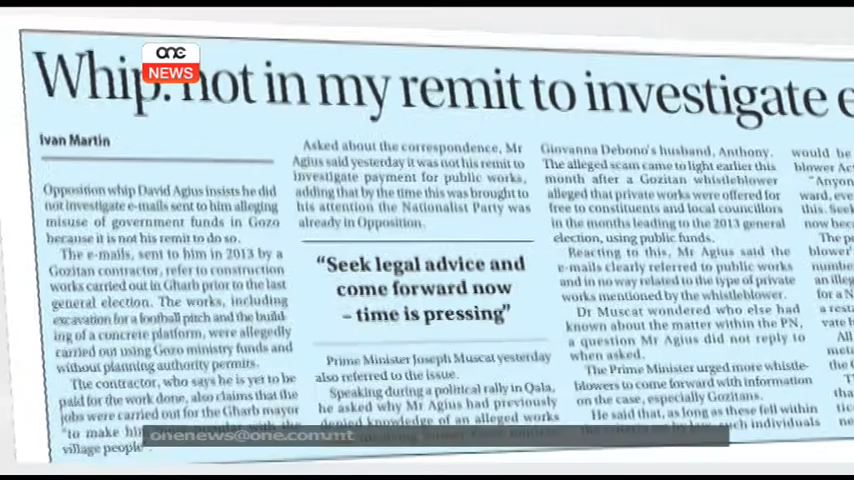 one
NEWS
Whip: not in my remit to investigate e
Ivan Martin
Opposition whip David Agius insists he did
not investigate e-mails sent to him alleging
misuse of government funds in Gozo
because it is not his remit to do so.
The e-mails, sent to him in 2013 by a
Gozitan contractor, refer to construction
works carried out in Gharb prior to the last
general election. The works, including
excavation for a football pitch and the build-
ing of a concrete platform, were allegedly
carried out using Gozo ministry funds and
without planning authority permits.
The contractor, who says he is yet to be
paid for the work done, also claims that the
jobs were carried out for the Gharb mayor
"to make him
village people
Asked about the correspondence, Mr
Agius said yesterday it was not his remit to
investigate payment for public works,
adding that by the time this was brought to
his attention the Nationalist Party was
already in Opposition.
"Seek legal advice and
come forward now
– time is pressing"
Prime Minister Joseph Muscat yesterday
also referred to the issue.
Speaking during a political rally in Qala,
he asked why Mr Agius had previously
denied knowledge of an alleged works
Giovanna Debono's husband, Anthony.
The alleged scam came to light earlier this
month after a Gozitan whistleblower
alleged that private works were offered for
free to constituents and local councillors
in the months leading to the 2013 general
election, using public funds.
Reacting to this, Mr Agius said the
e-mails clearly referred to public works
and in no way related to the type of private
works mentioned by the whistleblower.
Dr Muscat wondered who else had
known about the matter within the PN,
a question Mr Agius did not reply to
when asked.
The Prime Minister urged more whistle-
blowers to come forward with information
on the case, especially Gozitans.
He said that, as long as these fell within
such individuals
would be
blower Ac
"Anyon
ward, eve
this. Seek
now bec
The p
blower'
numbe
an illeg
for a N
a resta
vate b
All
meta
the
Th
tha
ne
onenews@one.com.mt